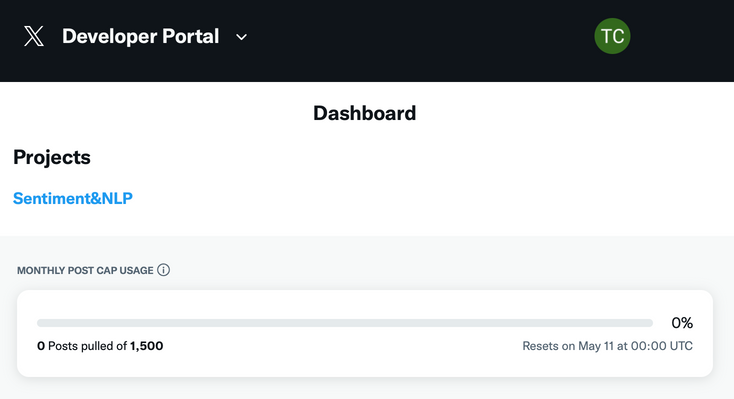 Developer Portal
TC
Dashboard
Projects
Sentiment&NLP
MONTHLY POST CAP USAGE
0%
0 Posts pulled of 1,500
Resets on May 11 at 00:00 UTC